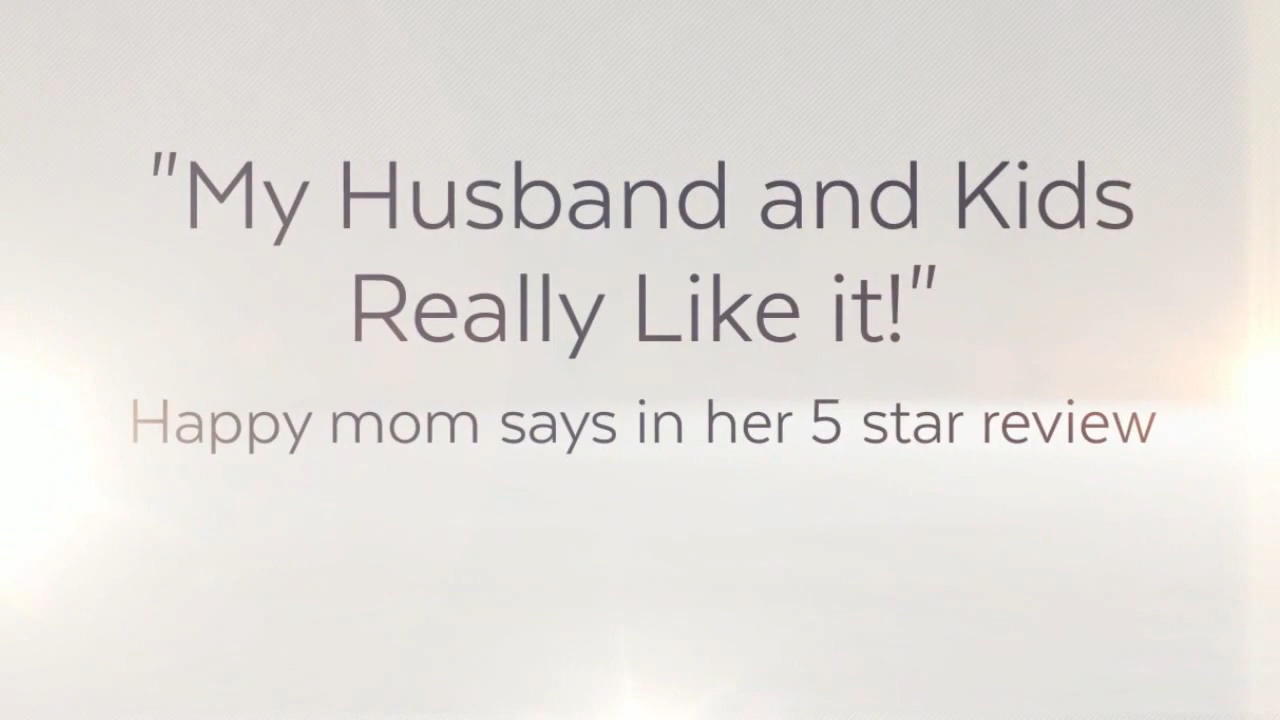 "My Husband and Kids
Really Like it!"
Happy mom says in her 5 star review